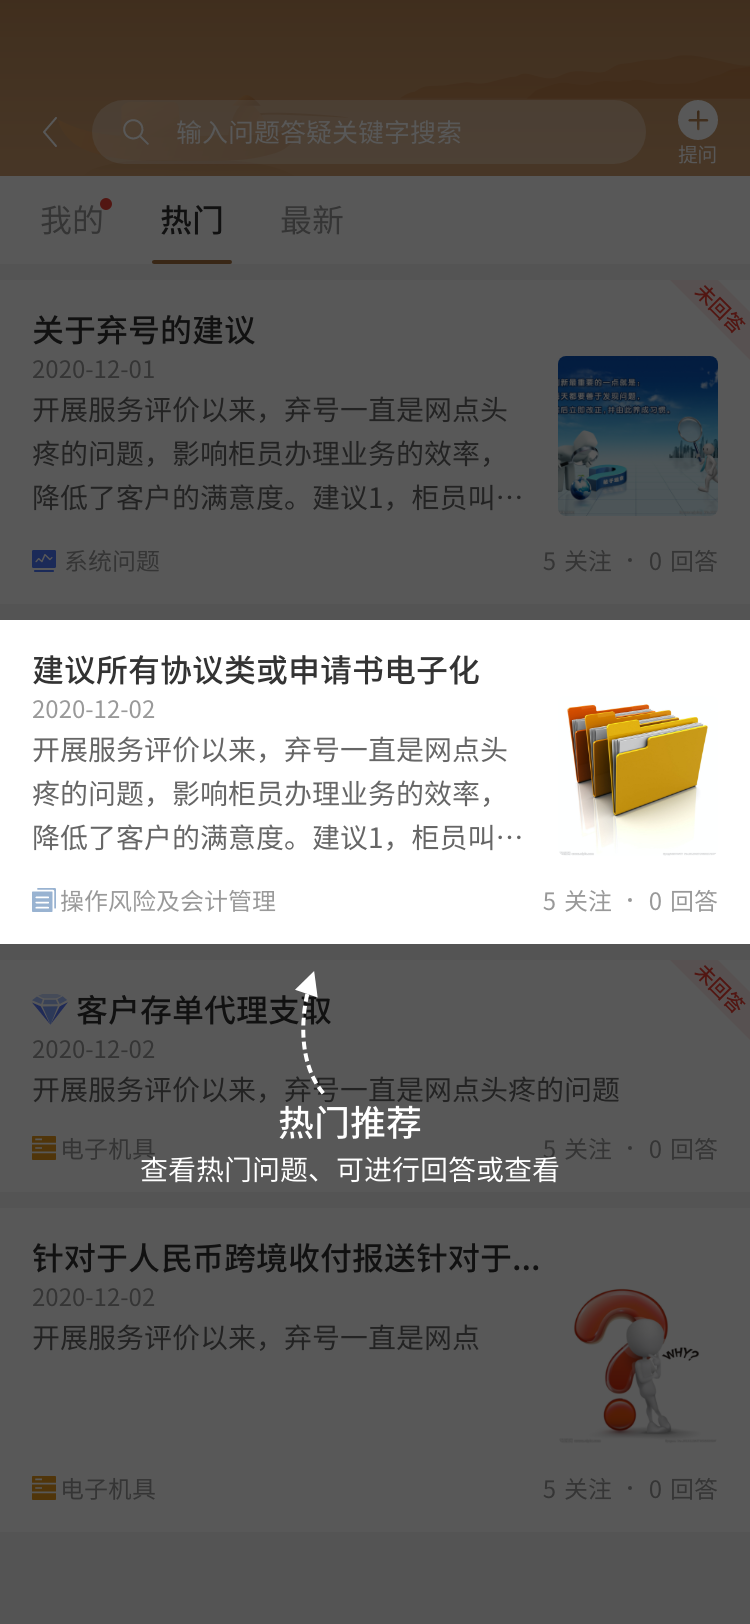 输入问题答疑关键字搜索
提问
我的
热门
最新
未回答
关于弃号的建议
2020-12-01
开展服务评价以来，弃号一直是网点头
疼的问题，影响柜员办理业务的效率，
降低了客户的满意度。建议1，柜员叫…
系统问题
5 关注 · 0 回答
建议所有协议类或申请书电子化
2020-12-02
开展服务评价以来，弃号一直是网点头
疼的问题，影响柜员办理业务的效率，
降低了客户的满意度。建议1，柜员叫…
操作风险及会计管理
5 关注 · 0 回答
未回答
客户存单代理支取
2020-12-02
开展服务评价以来，弃号一直是网点头疼的问题
电子机具
5 关注 · 0 回答
热门推荐
查看热门问题、可进行回答或查看
针对于人民币跨境收付报送针对于...
2020-12-02
开展服务评价以来，弃号一直是网点
WHY?
电子机具
5 关注 · 0 回答